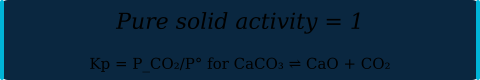 Pure solid activity = 1
Kp = P_CO₂/P° for CaCO₃ ⇌ CaO + CO₂